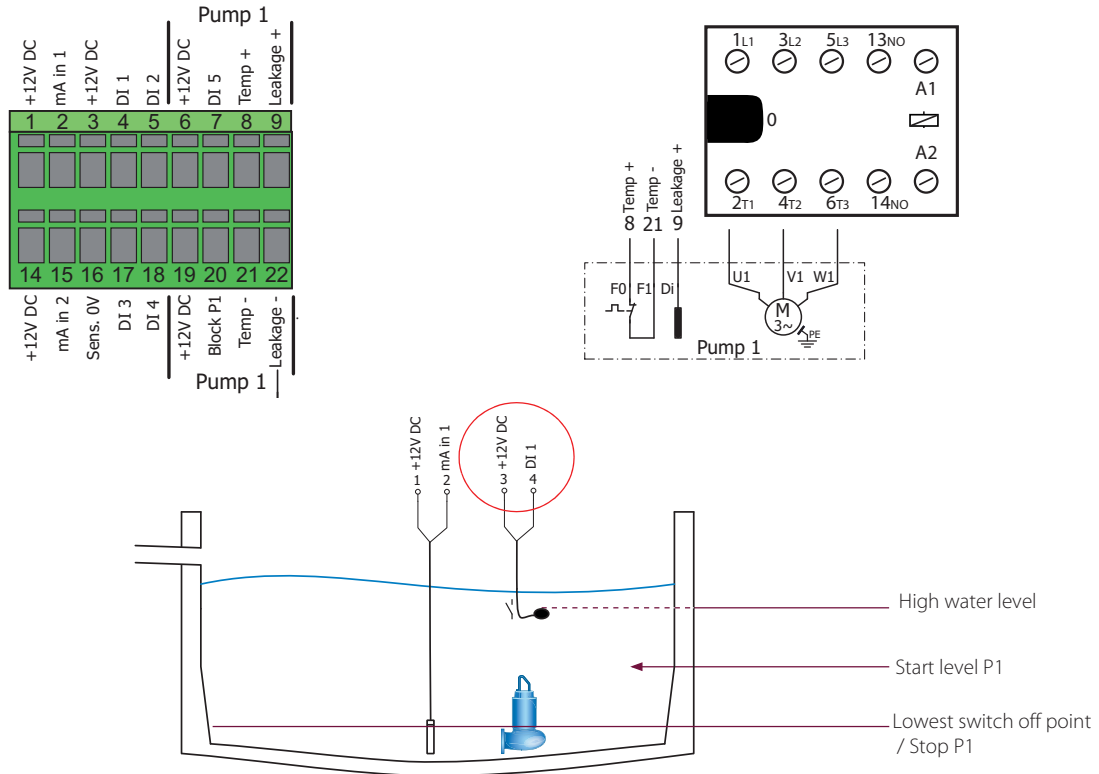 Pump 1
+12V DC
mA in 1
+12V DC
DI 1
DI 2
+12V DC
DI 5
Temp +
Leakage +
1 2 3 4 5 6 7 8 9
14 15 16 17 18 19 20 21 22
+12V DC
mA in 2
Sens. 0V
DI 3
DI 4
+12V DC
Block P1
Temp -
Leakage -
Pump 1
1L1 3L2 5L3 13NO
A1
0
A2
2T1 4T2 6T3 14NO
Temp +
Temp -
Leakage +
8 21 9
U1 V1 W1
F0 F1 Di
M
3~
PE
Pump 1
1 +12V DC
2 mA in 1
3 +12V DC
4 DI 1
High water level
Start level P1
Lowest switch off point
/ Stop P1